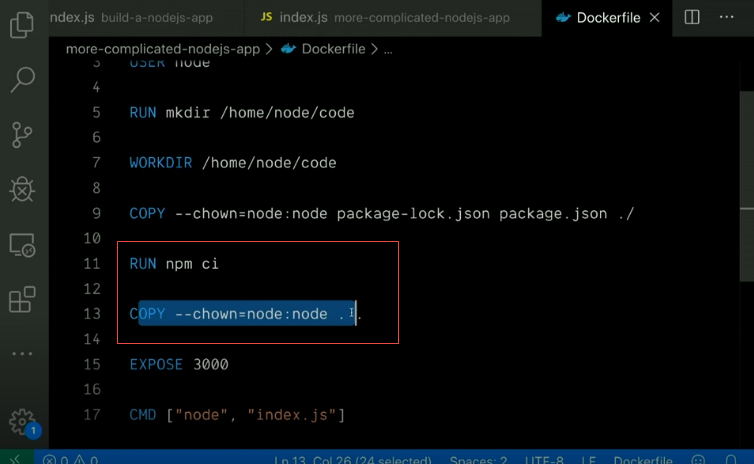 ndex.js build-a-nodejs-app JS index.js more-complicated-nodejs-app Dockerfile
more-complicated-nodejs-app > Dockerfile > ...
3 USER node
4
5 RUN mkdir /home/node/code
6
7 WORKDIR /home/node/code
8
9 COPY --chown=node:node package-lock.json package.json ./
10
11 RUN npm ci
12
13 COPY --chown=node:node . .
14
15 EXPOSE 3000
16
17 CMD ["node", "index.js"]
1
0 0 Ln 13, Col 26 (24 selected) Spaces: 2 UTF-8 LF Dockerfile